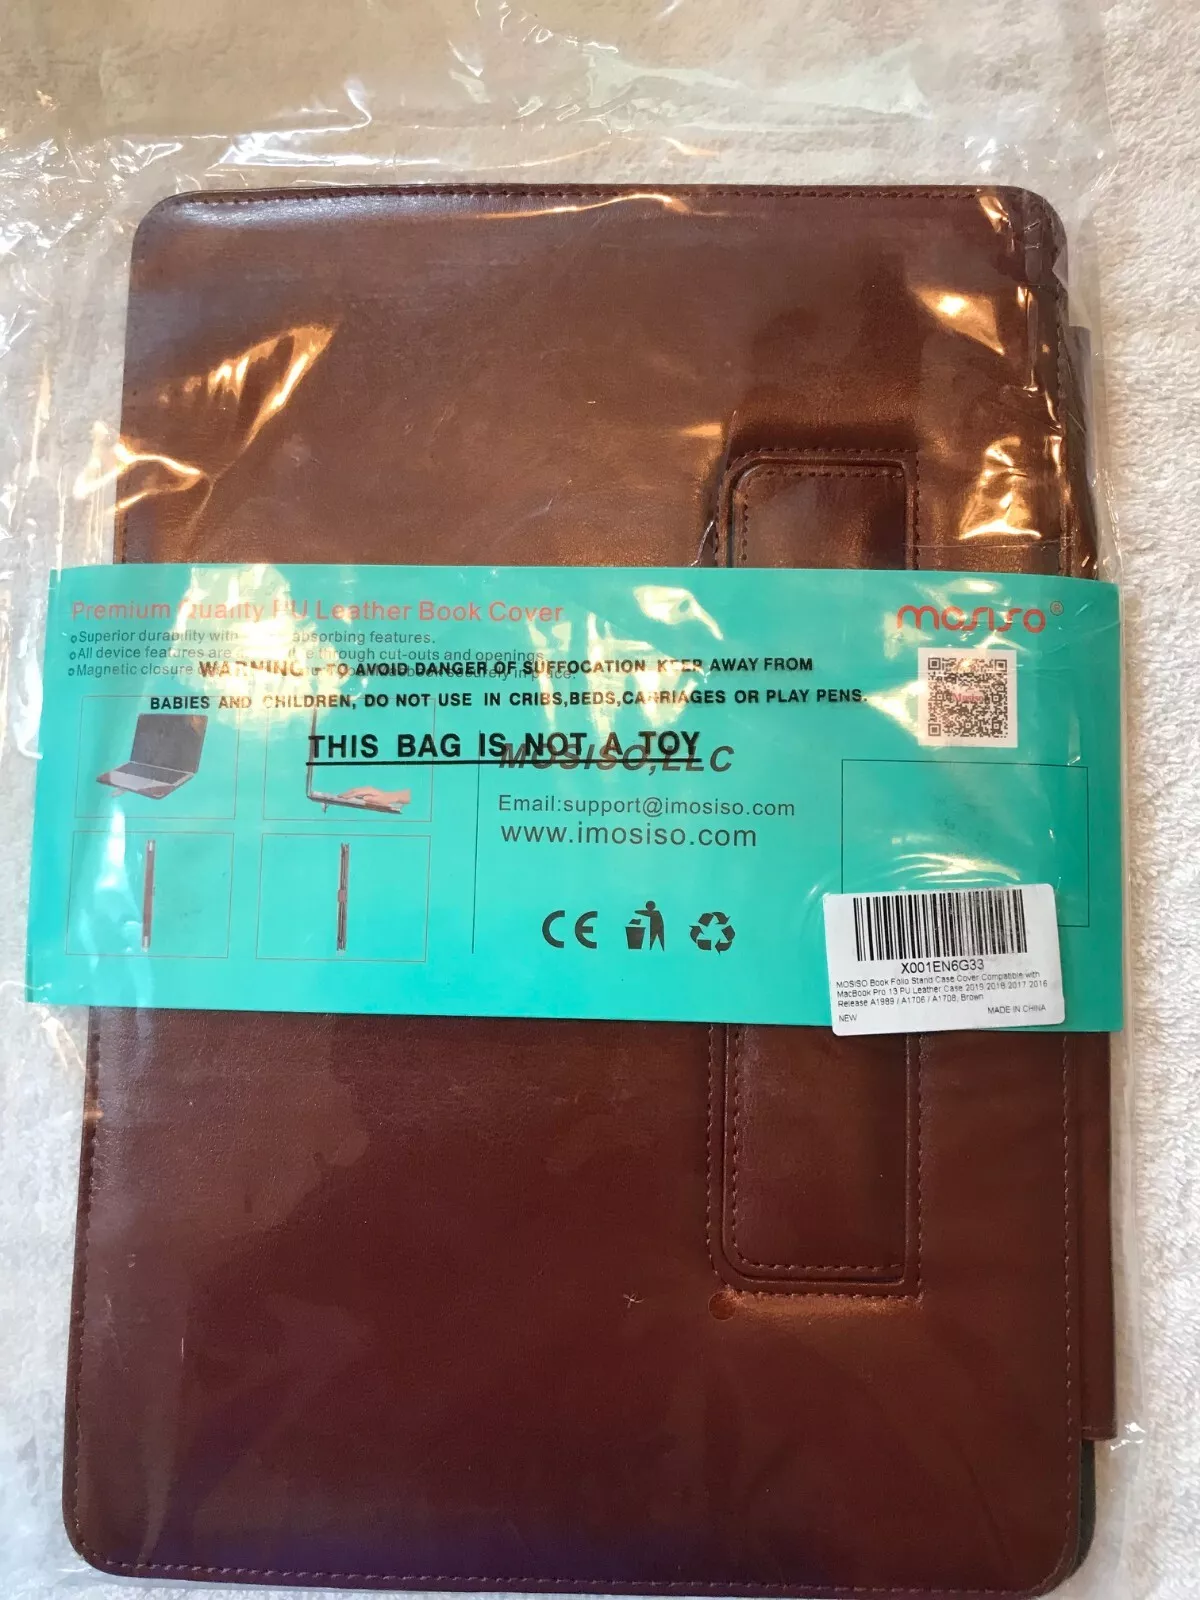 Premium Quality PU Leather Book Cover
mosiso®
Superior durability with absorbing features.
All device features are through cut-outs and openings
Magnetic closure securely in place.
WARNING: TO AVOID DANGER OF SUFFOCATION KEEP AWAY FROM
BABIES AND CHILDREN, DO NOT USE IN CRIBS,BEDS,CARRIAGES OR PLAY PENS.
THIS BAG IS NOT A TOY
MOSISO,LLC
Email:support@imosiso.com
www.imosiso.com
CE
X001EN6G33
MOSISO Book Folio Stand Case Cover Compatible with
MacBook Pro 13 PU Leather Case 2019 2018 2017 2016
Release A1989 / A1706 / A1708, Brown
NEW
MADE IN CHINA